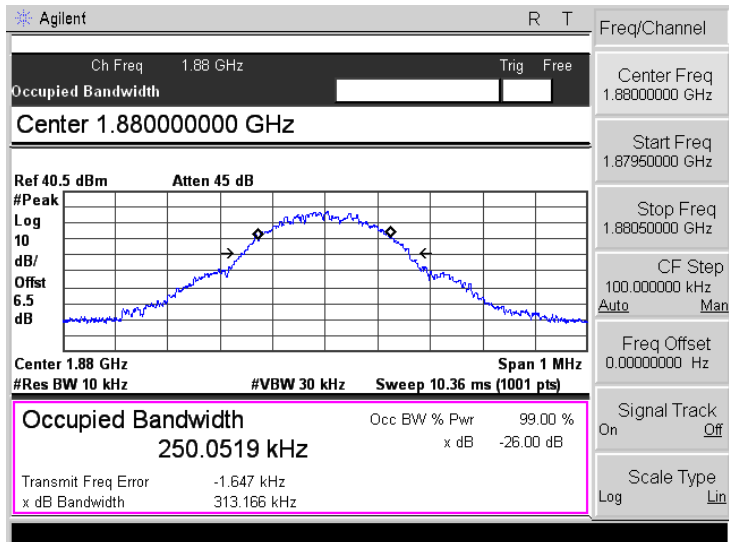 Agilent R T
Ch Freq 1.88 GHz Trig Free
Occupied Bandwidth
Center 1.880000000 GHz
Ref 40.5 dBm Atten 45 dB
#Peak
Log
10
dB/
Offst
6.5
dB
Center 1.88 GHz Span 1 MHz
#Res BW 10 kHz #VBW 30 kHz Sweep 10.36 ms (1001 pts)
Occupied Bandwidth Occ BW % Pwr 99.00 %
250.0519 kHz x dB -26.00 dB
Transmit Freq Error -1.647 kHz
x dB Bandwidth 313.166 kHz
Freq/Channel
Center Freq
1.88000000 GHz
Start Freq
1.87950000 GHz
Stop Freq
1.88050000 GHz
CF Step
100.000000 kHz
Auto Man
Freq Offset
0.00000000 Hz
Signal Track
On Off
Scale Type
Log Lin